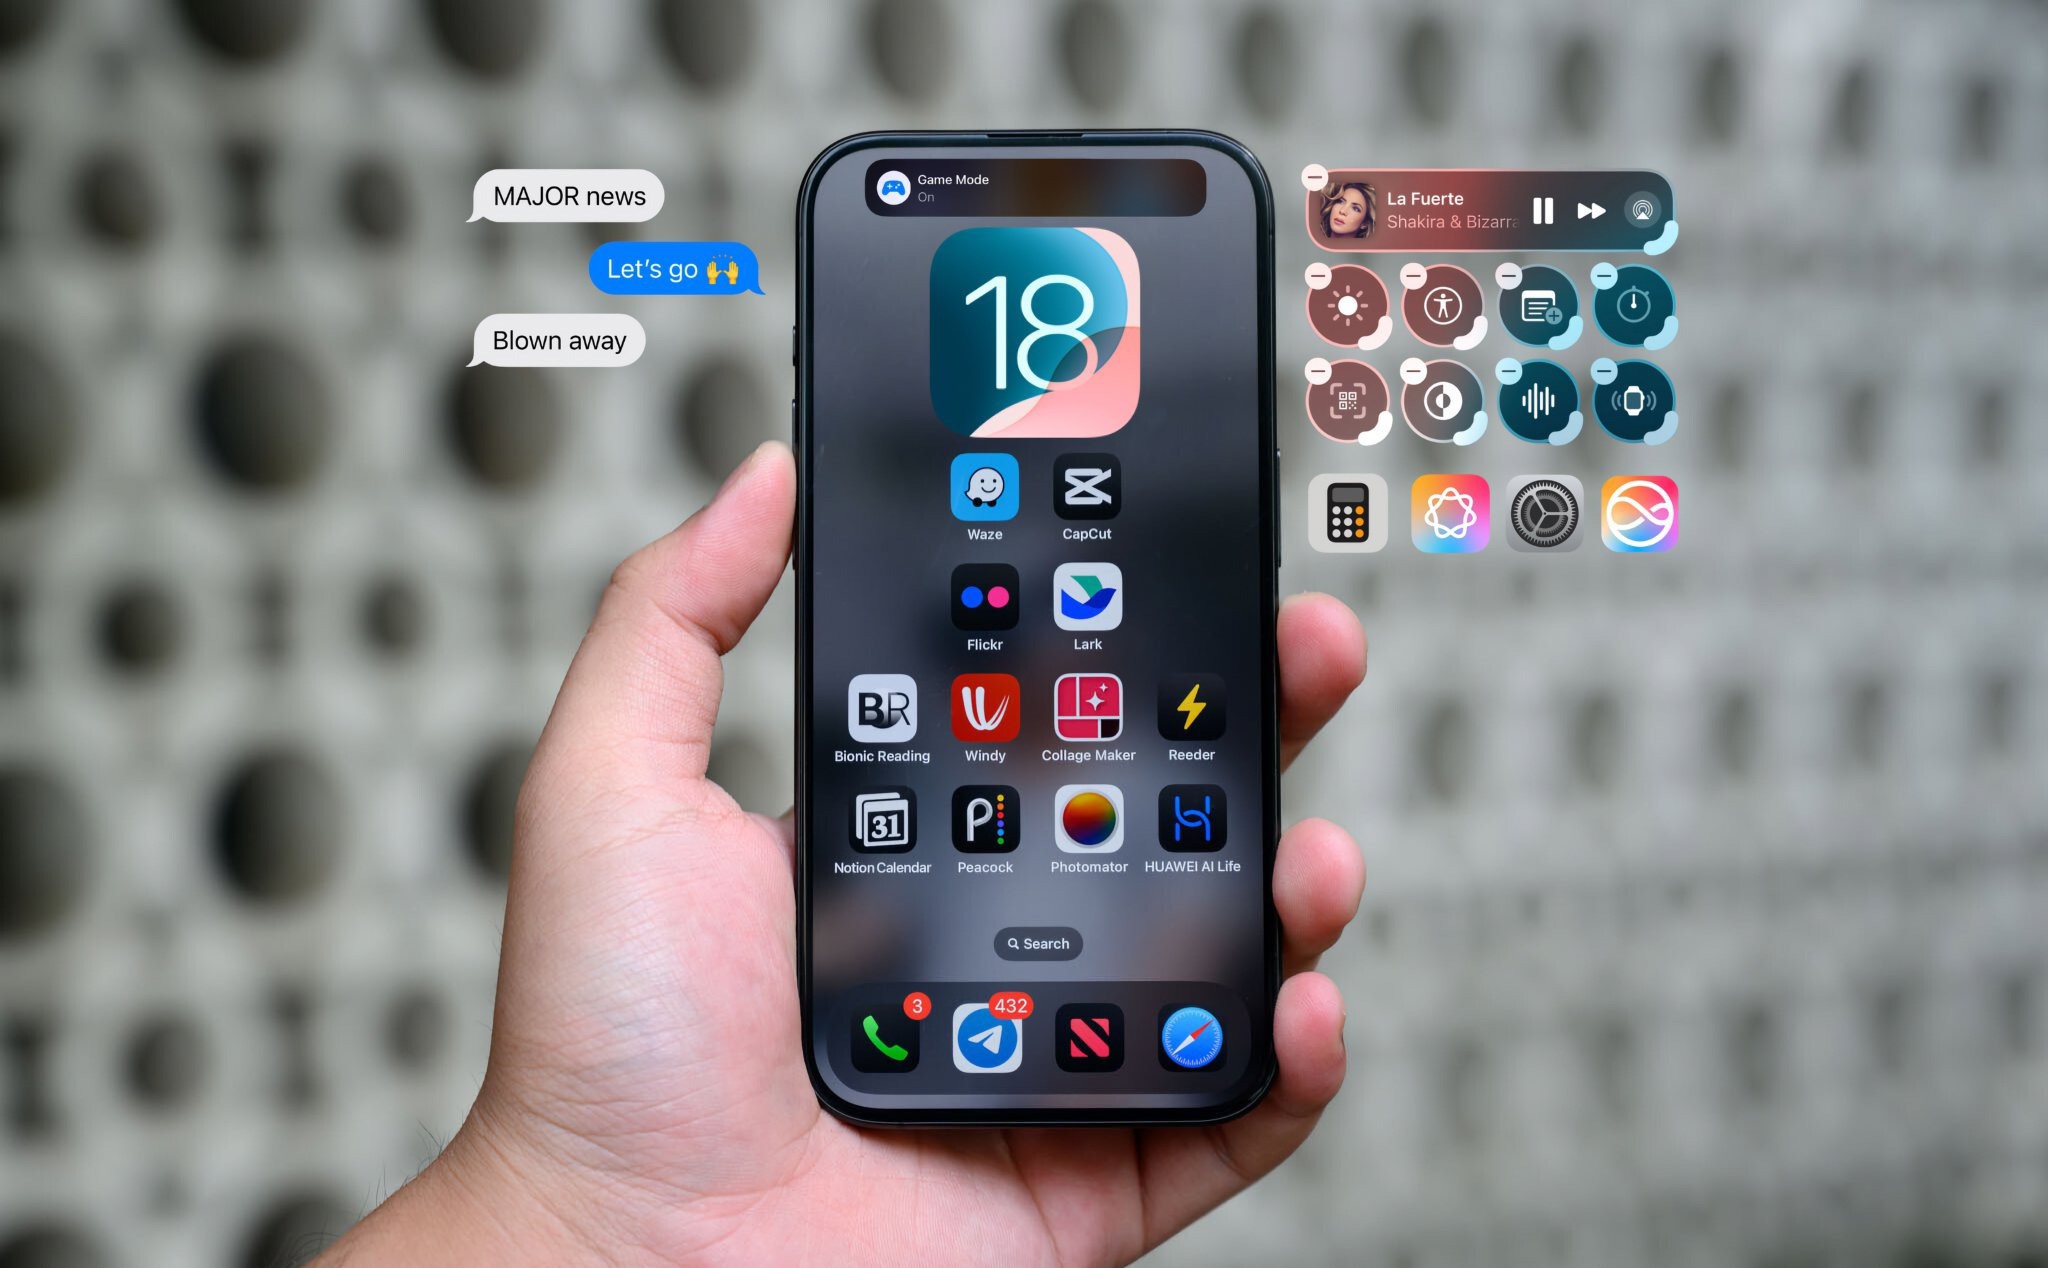 MAJOR news
Let's go 🙌
Blown away
Game Mode
On
18
Waze
CapCut
Flickr
Lark
BR
Bionic Reading
Windy
Collage Maker
Reeder
31
Notion Calendar
P
Peacock
Photomator
HUAWEI AI Life
Search
3
432
La Fuerte
Shakira & Bizarra